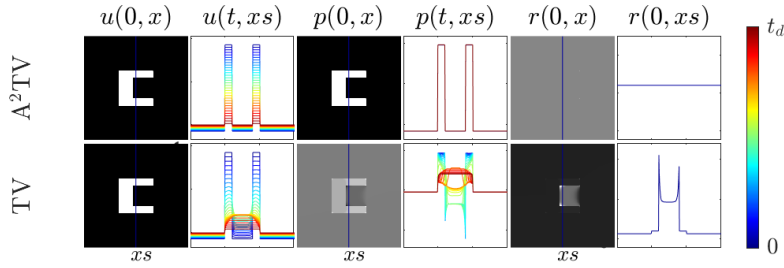 u(0, x) u(t, xs) p(0, x) p(t, xs) r(0, x) r(0, xs)
t_d
A²TV
TV
0
xs xs xs